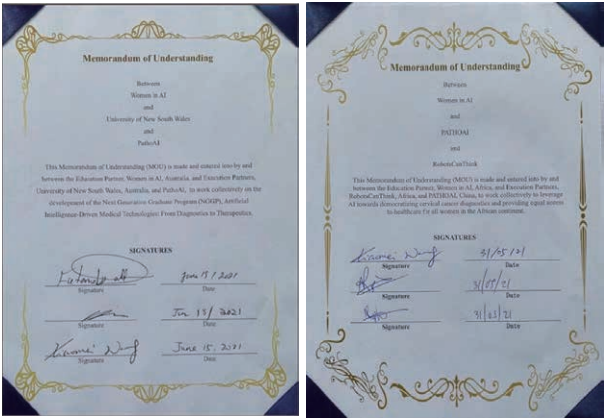 Memorandum of Understanding
Between
Women in AI
and
University of New South Wales
and
PathoAI
This Memorandum of Understanding (MOU) is made and entered into by and
between the Education Partner, Women in AI, Australia, and Execution Partners,
University of New South Wales, Australia, and PathoAI, to work collectively on the
development of the Next Generation Graduate Program (NGGP), Artificial
Intelligence-Driven Medical Technologies: From Diagnostics to Therapeutics.
SIGNATURES
June 15 / 2021
Signature Date
Jun 15 / 2021
Signature Date
Xiaomei Wang June 15, 2021
Signature Date
Memorandum of Understanding
Between
Women in AI
and
PATHOAI
and
RobotsCanThink
This Memorandum of Understanding (MOU) is made and entered into by and
between the Education Partner, Women in AI, Africa, and Execution Partners,
RobotsCanThink, Africa, and PATHOAI, China, to work collectively to leverage
AI towards democratizing cervical cancer diagnostics and providing equal access
to healthcare for all women in the African continent.
SIGNATURES
Xiaomei Wang 31/05/21
Signature Date
31/05/21
Signature Date
31/05/21
Signature Date